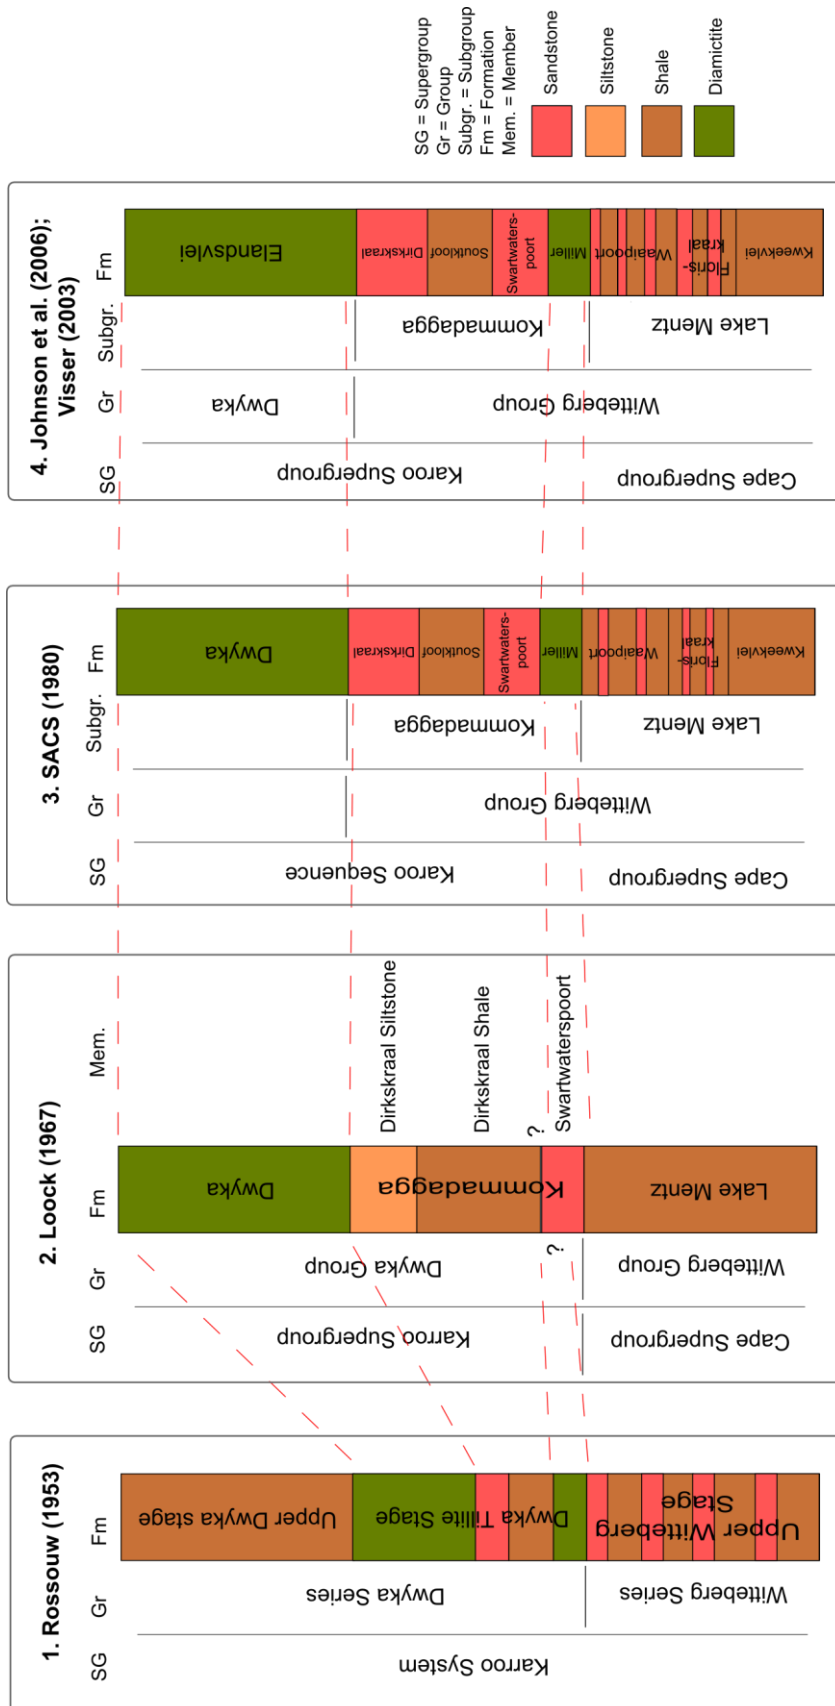 1. Rossouw (1953)
SG
Gr
Fm
Karroo System
Dwyka Series
Witteberg Series
Upper Dwyka stage
Dwyka Tillite Stage
Upper Witteberg
Stage
2. Loock (1967)
SG
Gr
Fm
Mem.
Karroo Supergroup
Cape Supergroup
Dwyka Group
?
Witteberg Group
Dwyka
Kommadagga
Lake Mentz
Dirkskraal Siltstone
Dirkskraal Shale
?
Swartwaterspoort
3. SACS (1980)
SG
Gr
Subgr.
Fm
Karoo Sequence
Cape Supergroup
Witteberg Group
Kommadagga
Lake Mentz
Dwyka
Dirkskraal
Soutkloof
Swartwaters-
poort
Miller
Waaipoort
Floris-
kraal
Kweekvlei
4. Johnson et al. (2006);
Visser (2003)
SG
Gr
Subgr.
Fm
Karoo Supergroup
Cape Supergroup
Dwyka
Witteberg Group
Kommadagga
Lake Mentz
Elandsvlei
Dirkskraal
Soutkloof
Swartwaters-
poort
Miller
Waaipoort
Floris-
kraal
Kweekvlei
SG = Supergroup
Gr = Group
Subgr. = Subgroup
Fm = Formation
Mem. = Member
Sandstone
Siltstone
Shale
Diamictite